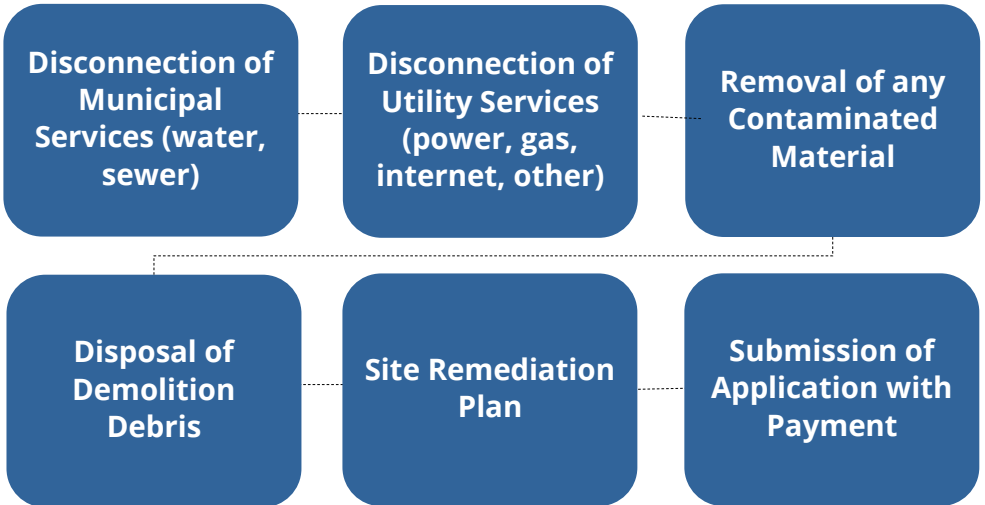 Disconnection of
Municipal
Services (water,
sewer)
Disconnection of
Utility Services
(power, gas,
internet, other)
Removal of any
Contaminated
Material
Disposal of
Demolition
Debris
Site Remediation
Plan
Submission of
Application with
Payment